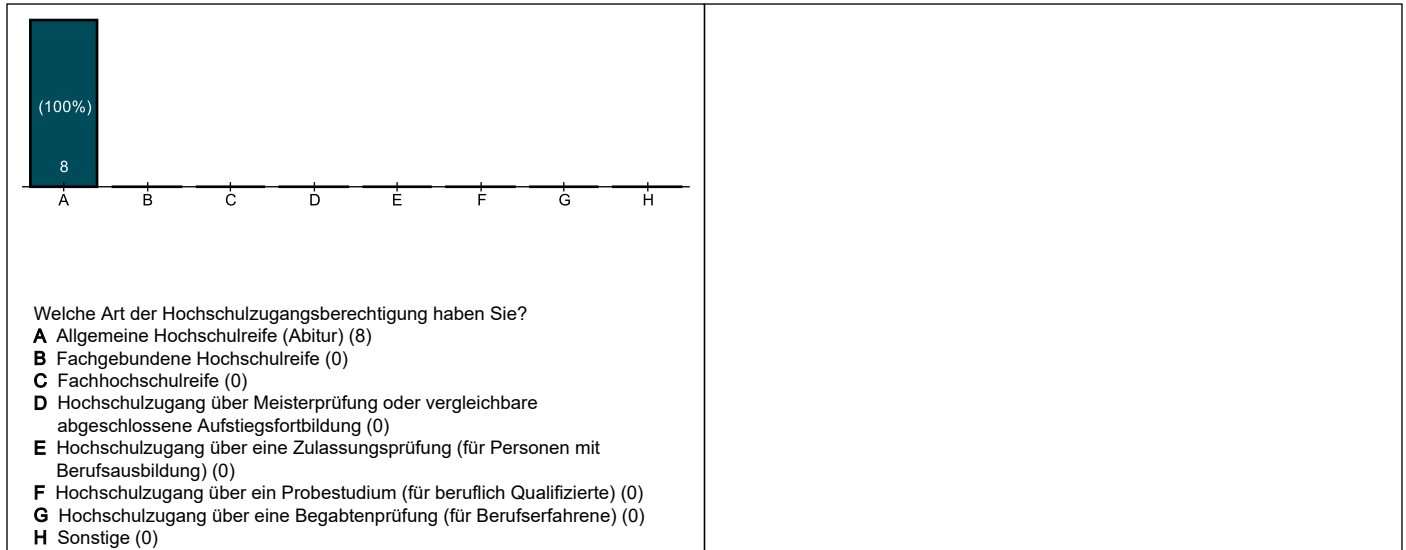 (100%)
8
A B C D E F G H
Welche Art der Hochschulzugangsberechtigung haben Sie?
A Allgemeine Hochschulreife (Abitur) (8)
B Fachgebundene Hochschulreife (0)
C Fachhochschulreife (0)
D Hochschulzugang über Meisterprüfung oder vergleichbare
abgeschlossene Aufstiegsfortbildung (0)
E Hochschulzugang über eine Zulassungsprüfung (für Personen mit
Berufsausbildung) (0)
F Hochschulzugang über ein Probestudium (für beruflich Qualifizierte) (0)
G Hochschulzugang über eine Begabtenprüfung (für Berufserfahrene) (0)
H Sonstige (0)